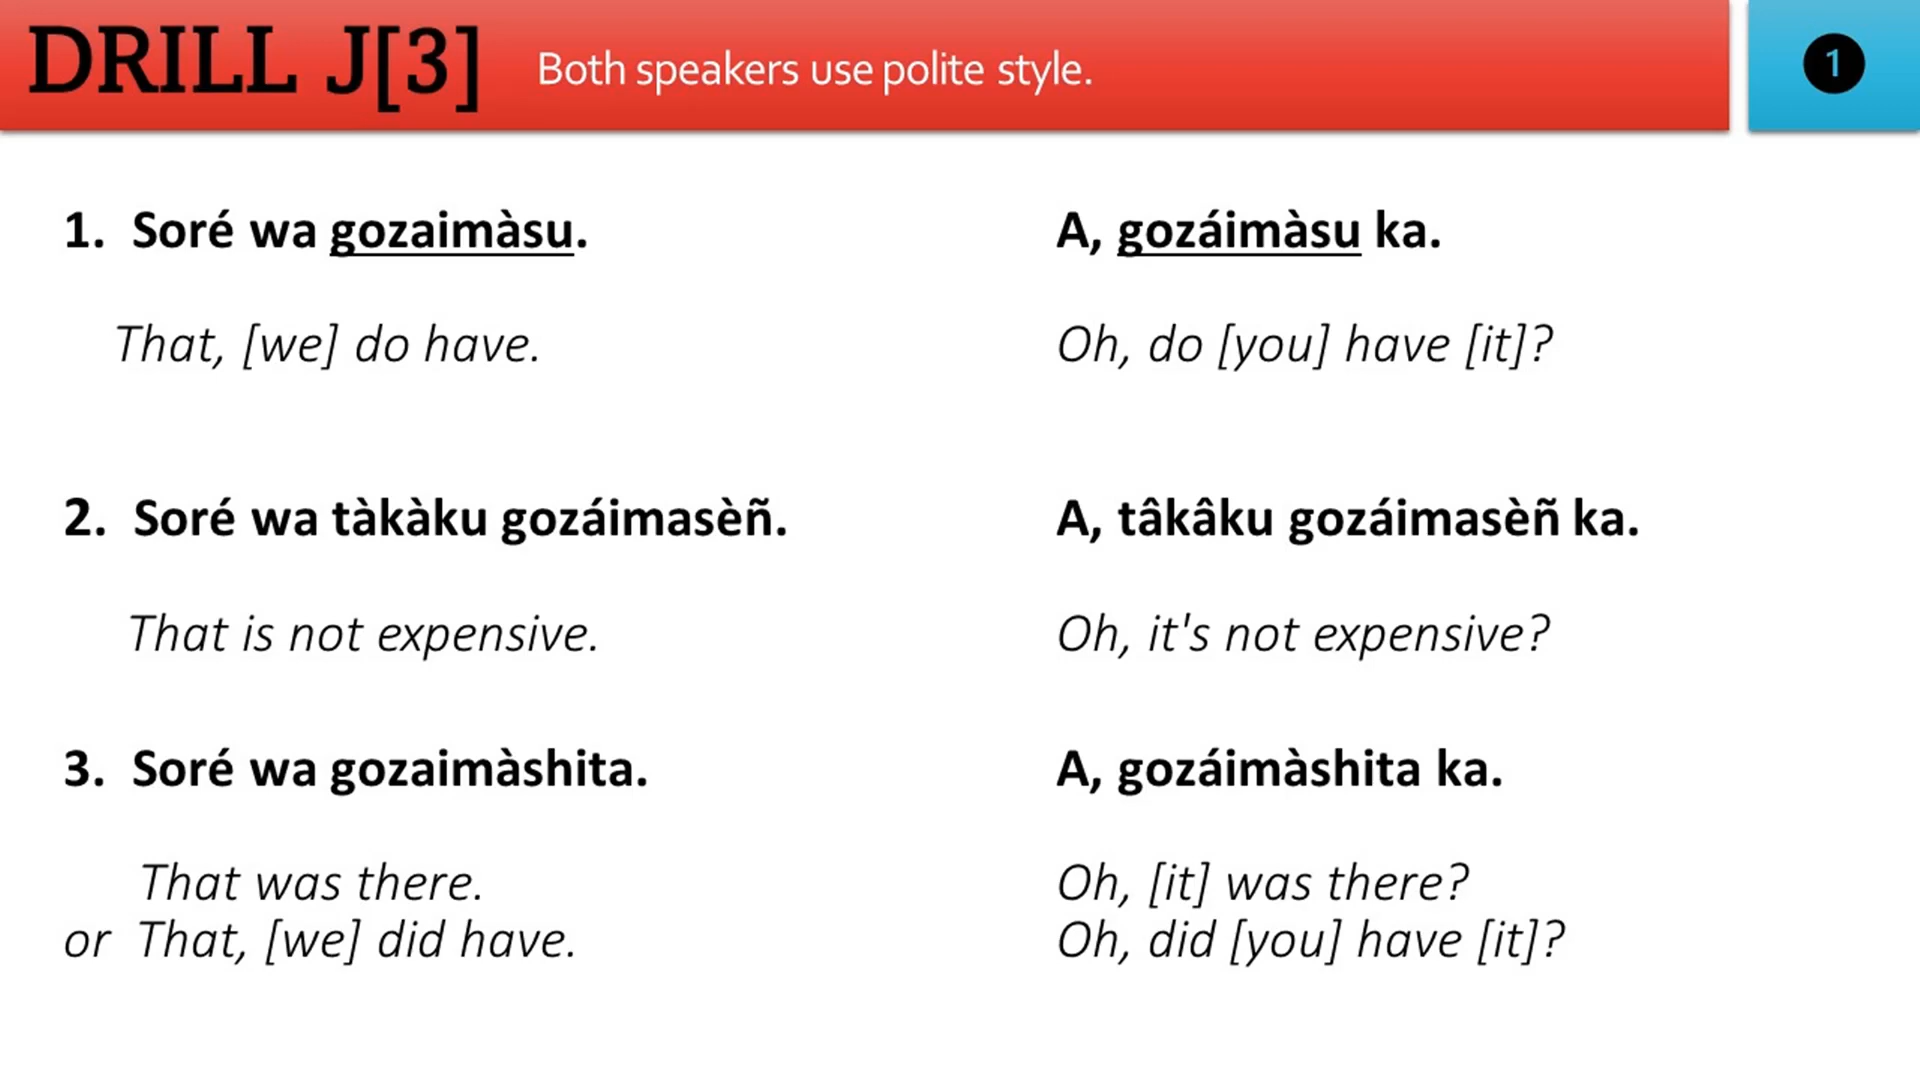 DRILL J[3]
Both speakers use polite style.
1
1. Soré wa gozaimàsu.
A, gozáimàsu ka.
That, [we] do have.
Oh, do [you] have [it]?
2. Soré wa tàkàku gozáimasèñ.
A, tâkâku gozáimasèñ ka.
That is not expensive.
Oh, it's not expensive?
3. Soré wa gozaimàshita.
A, gozáimàshita ka.
That was there.
Oh, [it] was there?
or That, [we] did have.
Oh, did [you] have [it]?